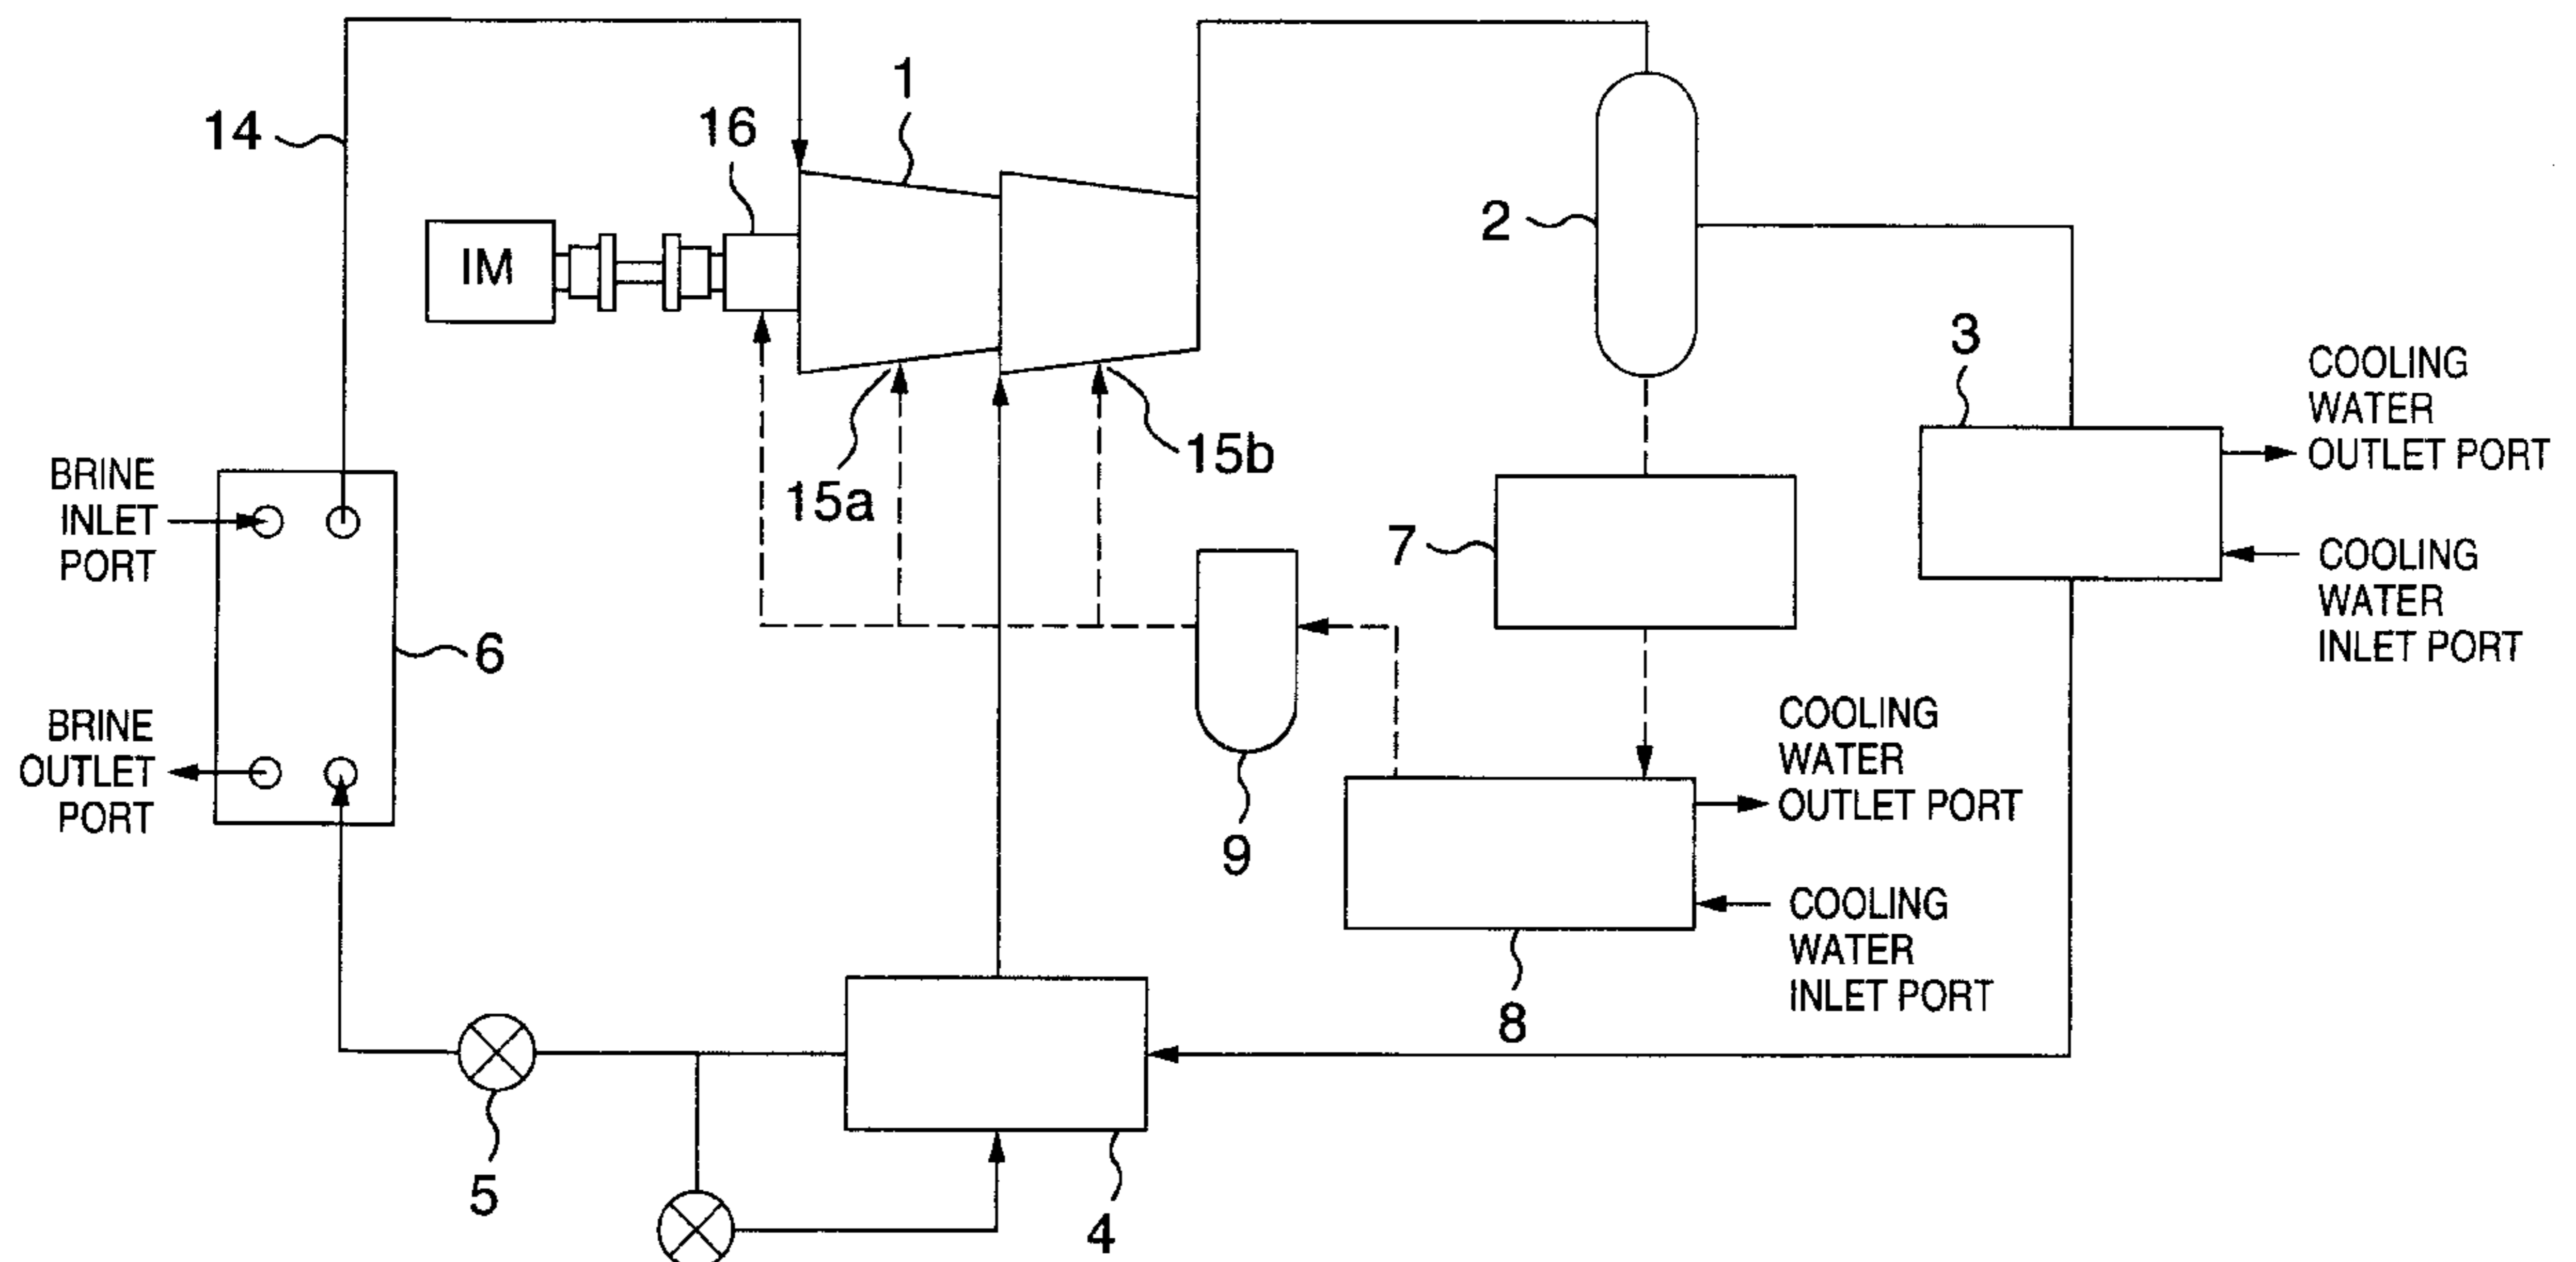 1
14
16
2
IM
3
COOLING
WATER
OUTLET PORT
15b
15a
BRINE
INLET
PORT
7
COOLING
WATER
INLET PORT
6
BRINE
OUTLET
PORT
9
COOLING
WATER
OUTLET PORT
COOLING
WATER
INLET PORT
8
5
4